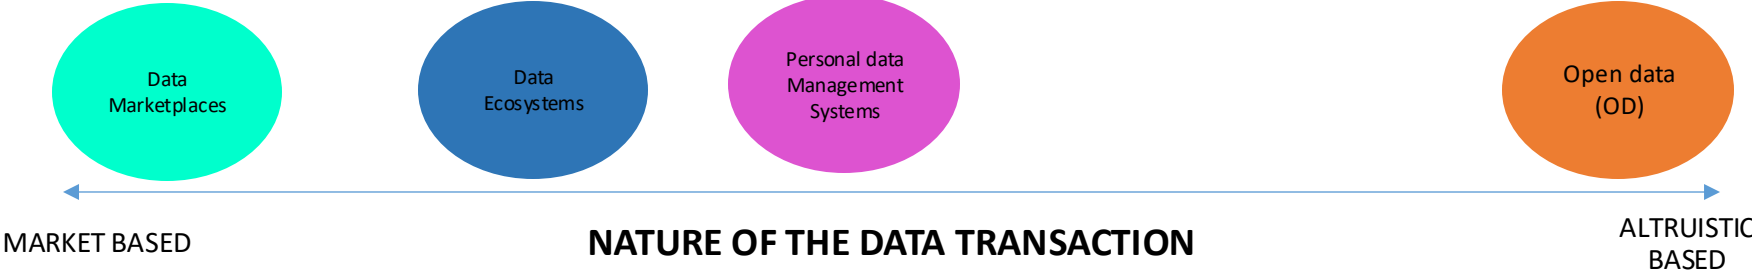 Data
Marketplaces
Data
Ecosystems
Personal data
Management
Systems
Open data
(OD)
MARKET BASED
NATURE OF THE DATA TRANSACTION
ALTRUISTIC
BASED